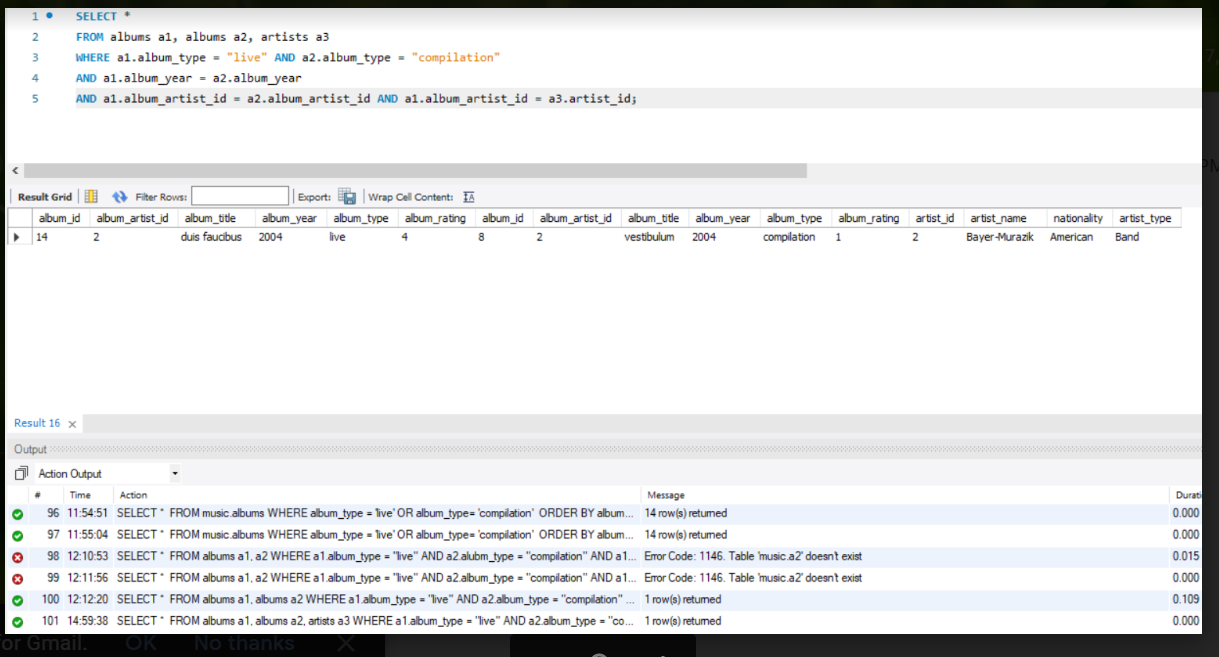 1 SELECT *
2 FROM albums a1, albums a2, artists a3
3 WHERE a1.album_type = "live" AND a2.album_type = "compilation"
4 AND a1.album_year = a2.album_year
5 AND a1.album_artist_id = a2.album_artist_id AND a1.album_artist_id = a3.artist_id;
Result Grid Filter Rows: Export: Wrap Cell Content: IA
album_id album_artist_id album_title album_year album_type album_rating album_id album_artist_id album_title album_year album_type album_rating artist_id artist_name nationality artist_type
14 2 duis faucibus 2004 live 4 8 2 vestibulum 2004 compilation 1 2 Bayer-Murazik American Band
Result 16
Output
Action Output
# Time Action Message Durati
96 11:54:51 SELECT * FROM music.albums WHERE album_type = 'live' OR album_type= 'compilation' ORDER BY album... 14 row(s) returned 0.000
97 11:55:04 SELECT * FROM music.albums WHERE album_type = 'live' OR album_type= 'compilation' ORDER BY album... 14 row(s) returned 0.000
98 12:10:53 SELECT * FROM albums a1, a2 WHERE a1.album_type = "live" AND a2.alubm_type = "compilation" AND a1... Error Code: 1146. Table 'music.a2' doesn't exist 0.015
99 12:11:56 SELECT * FROM albums a1, a2 WHERE a1.album_type = "live" AND a2.album_type = "compilation" AND a1... Error Code: 1146. Table 'music.a2' doesn't exist 0.000
100 12:12:20 SELECT * FROM albums a1, albums a2 WHERE a1.album_type = "live" AND a2.album_type = "compilation" ... 1 row(s) returned 0.109
101 14:59:38 SELECT * FROM albums a1, albums a2, artists a3 WHERE a1.album_type = "live" AND a2.album_type = "co... 1 row(s) returned 0.000
or Gmail. OK No thanks